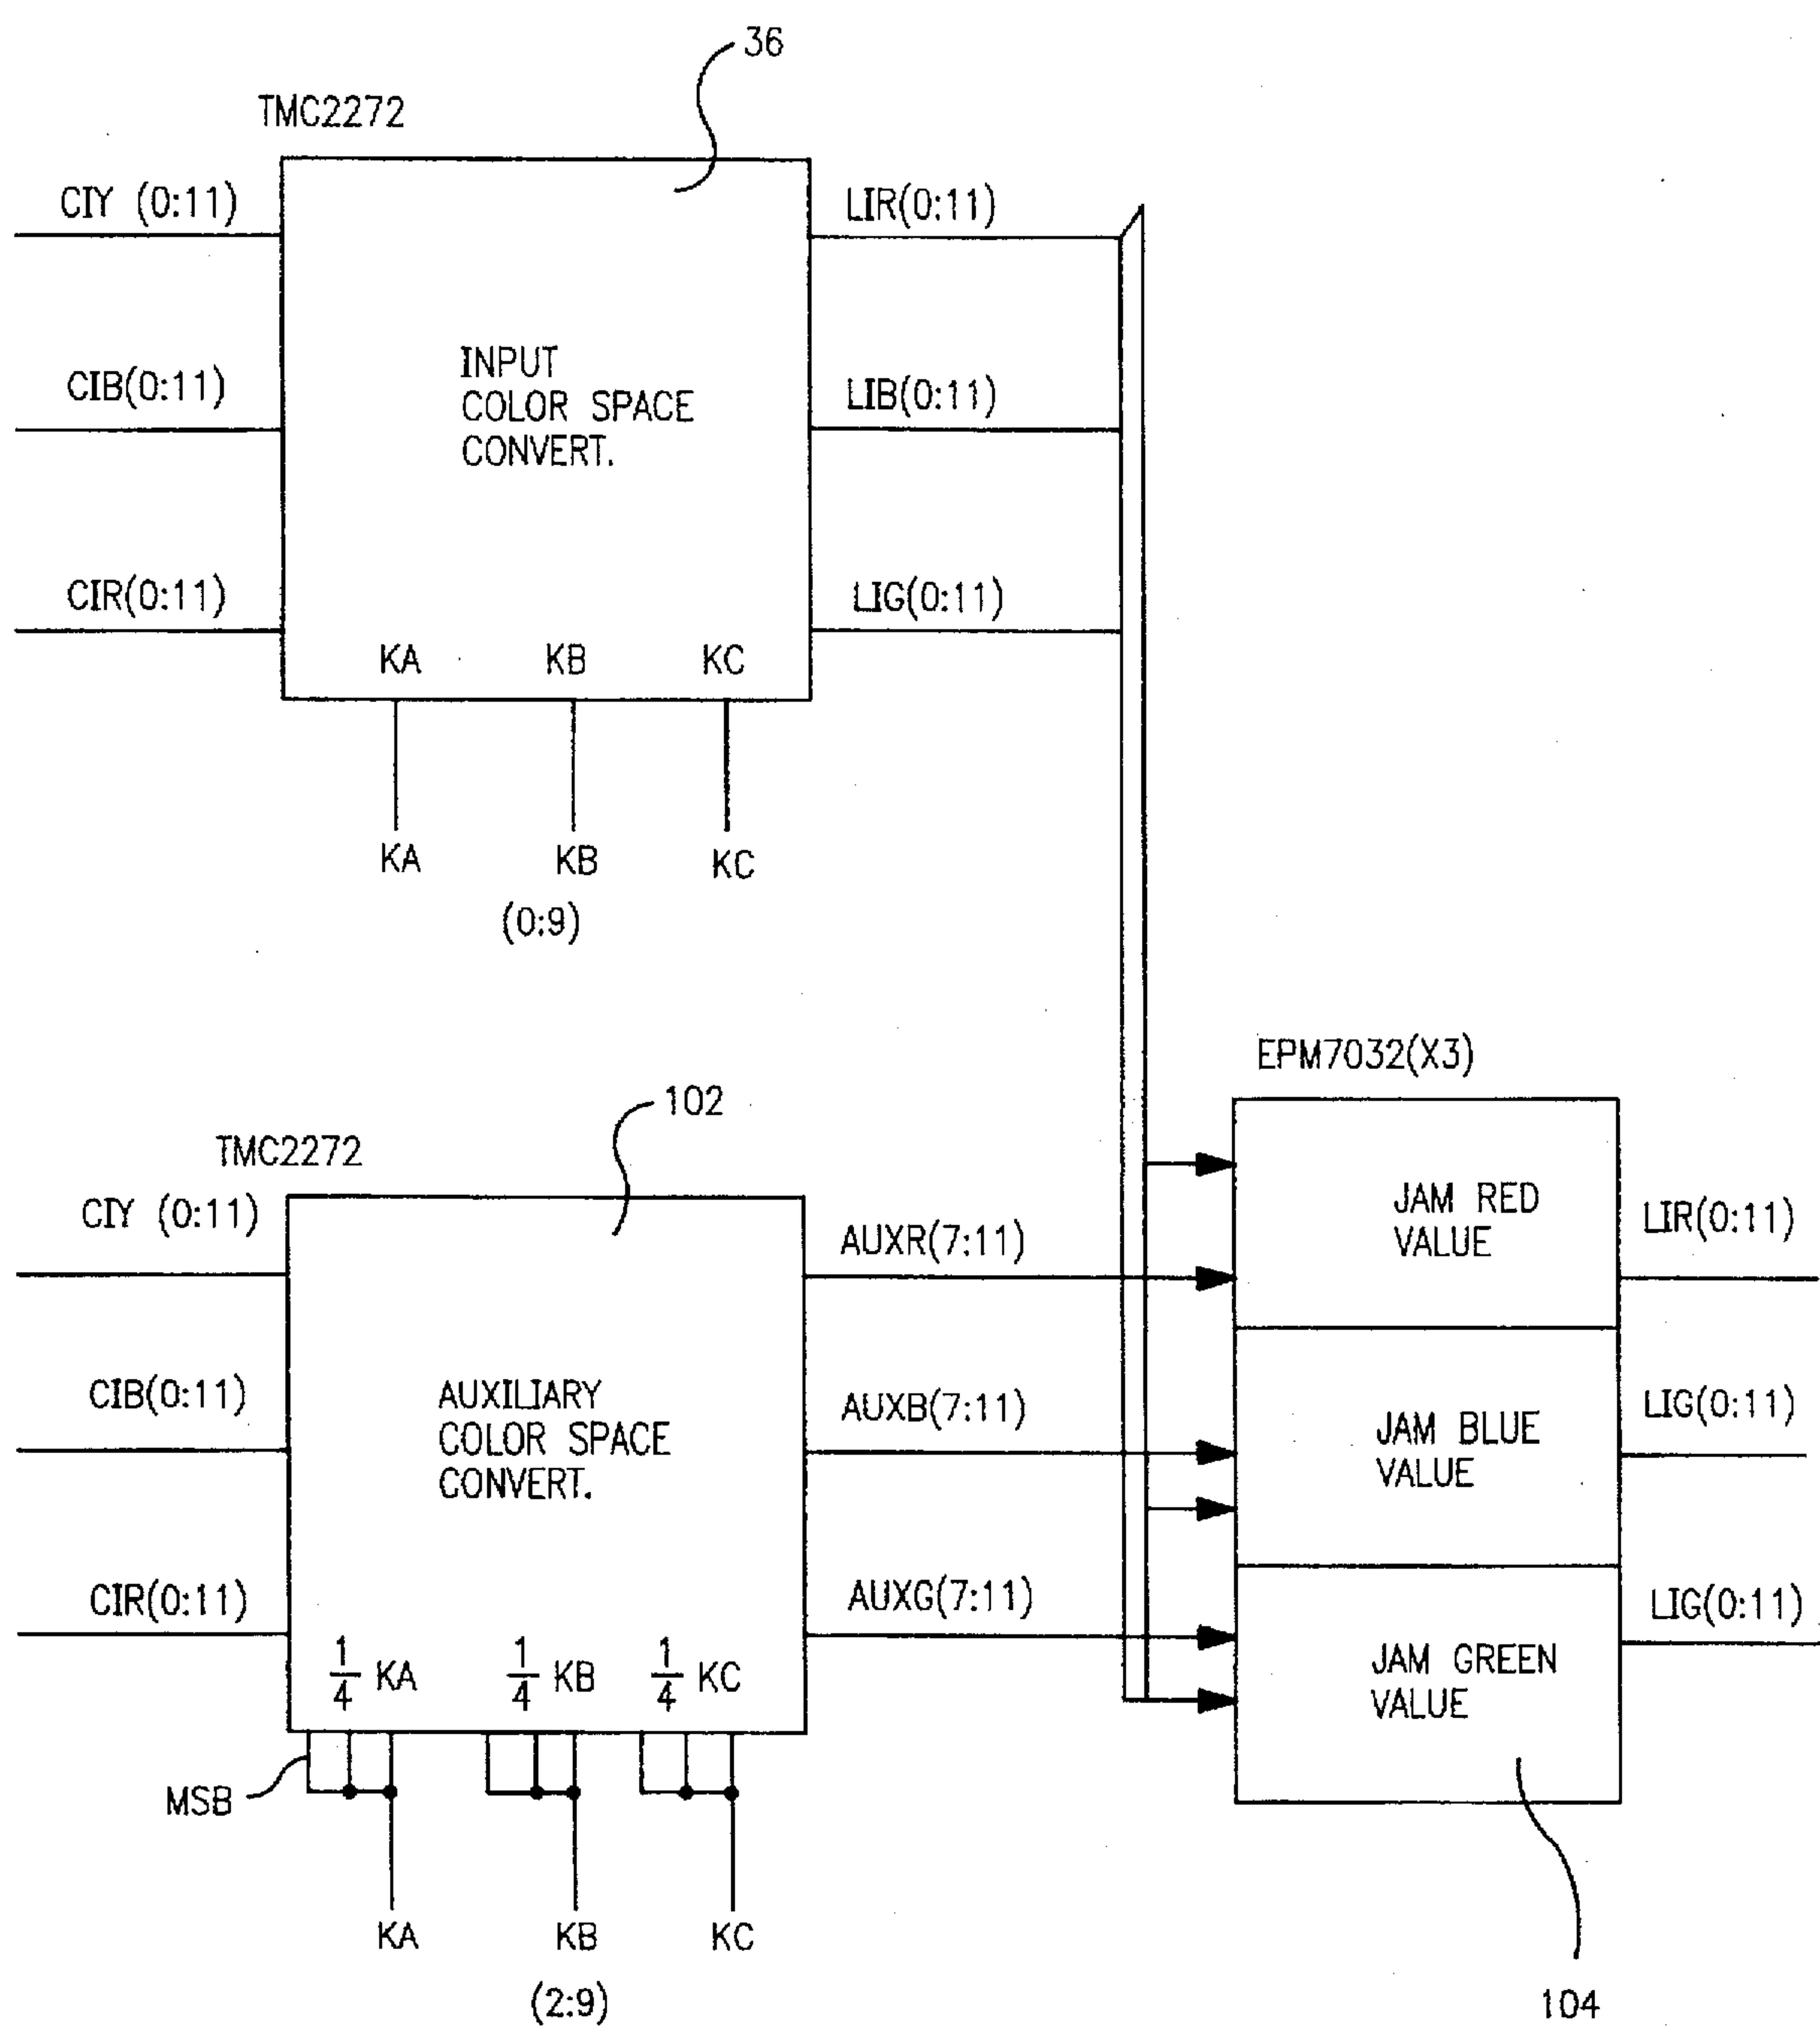 36
TMC2272
CIY (0:11)
LIR(0:11)
INPUT
COLOR SPACE
CONVERT.
CIB(0:11)
LIB(0:11)
CIR(0:11)
LIG(0:11)
KA KB KC
KA KB KC
(0:9)
EPM7032(X3)
102
TMC2272
CIY (0:11)
AUXR(7:11)
JAM RED
VALUE
LIR(0:11)
CIB(0:11)
AUXILIARY
COLOR SPACE
CONVERT.
AUXB(7:11)
JAM BLUE
VALUE
LIG(0:11)
CIR(0:11)
AUXG(7:11)
JAM GREEN
VALUE
LIG(0:11)
1/4 KA 1/4 KB 1/4 KC
MSB
KA KB KC
(2:9)
104